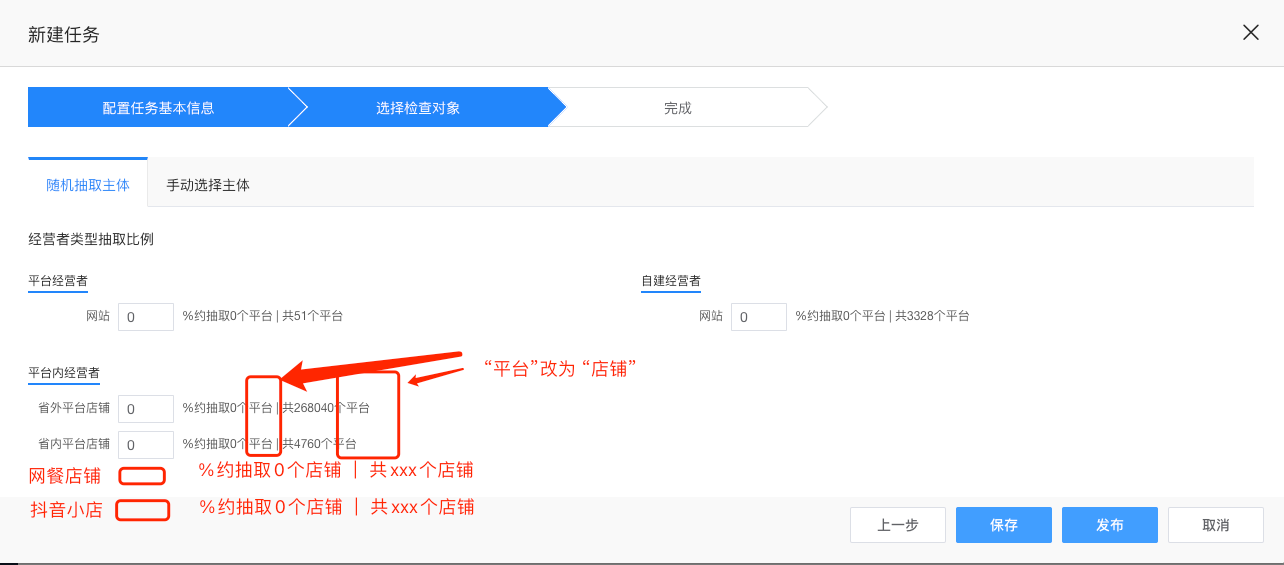 新建任务
配置任务基本信息
选择检查对象
完成
随机抽取主体
手动选择主体
经营者类型抽取比例
平台经营者
自建经营者
网站 0 %约抽取0个平台 | 共51个平台
网站 0 %约抽取0个平台 | 共3328个平台
“平台”改为 “店铺”
平台内经营者
省外平台店铺 0 %约抽取0个平台 | 共268040个平台
省内平台店铺 0 %约抽取0个平台 | 共4760个平台
网餐店铺 %约抽取0个店铺 | 共xxx个店铺
抖音小店 %约抽取0个店铺 | 共xxx个店铺
上一步
保存
发布
取消